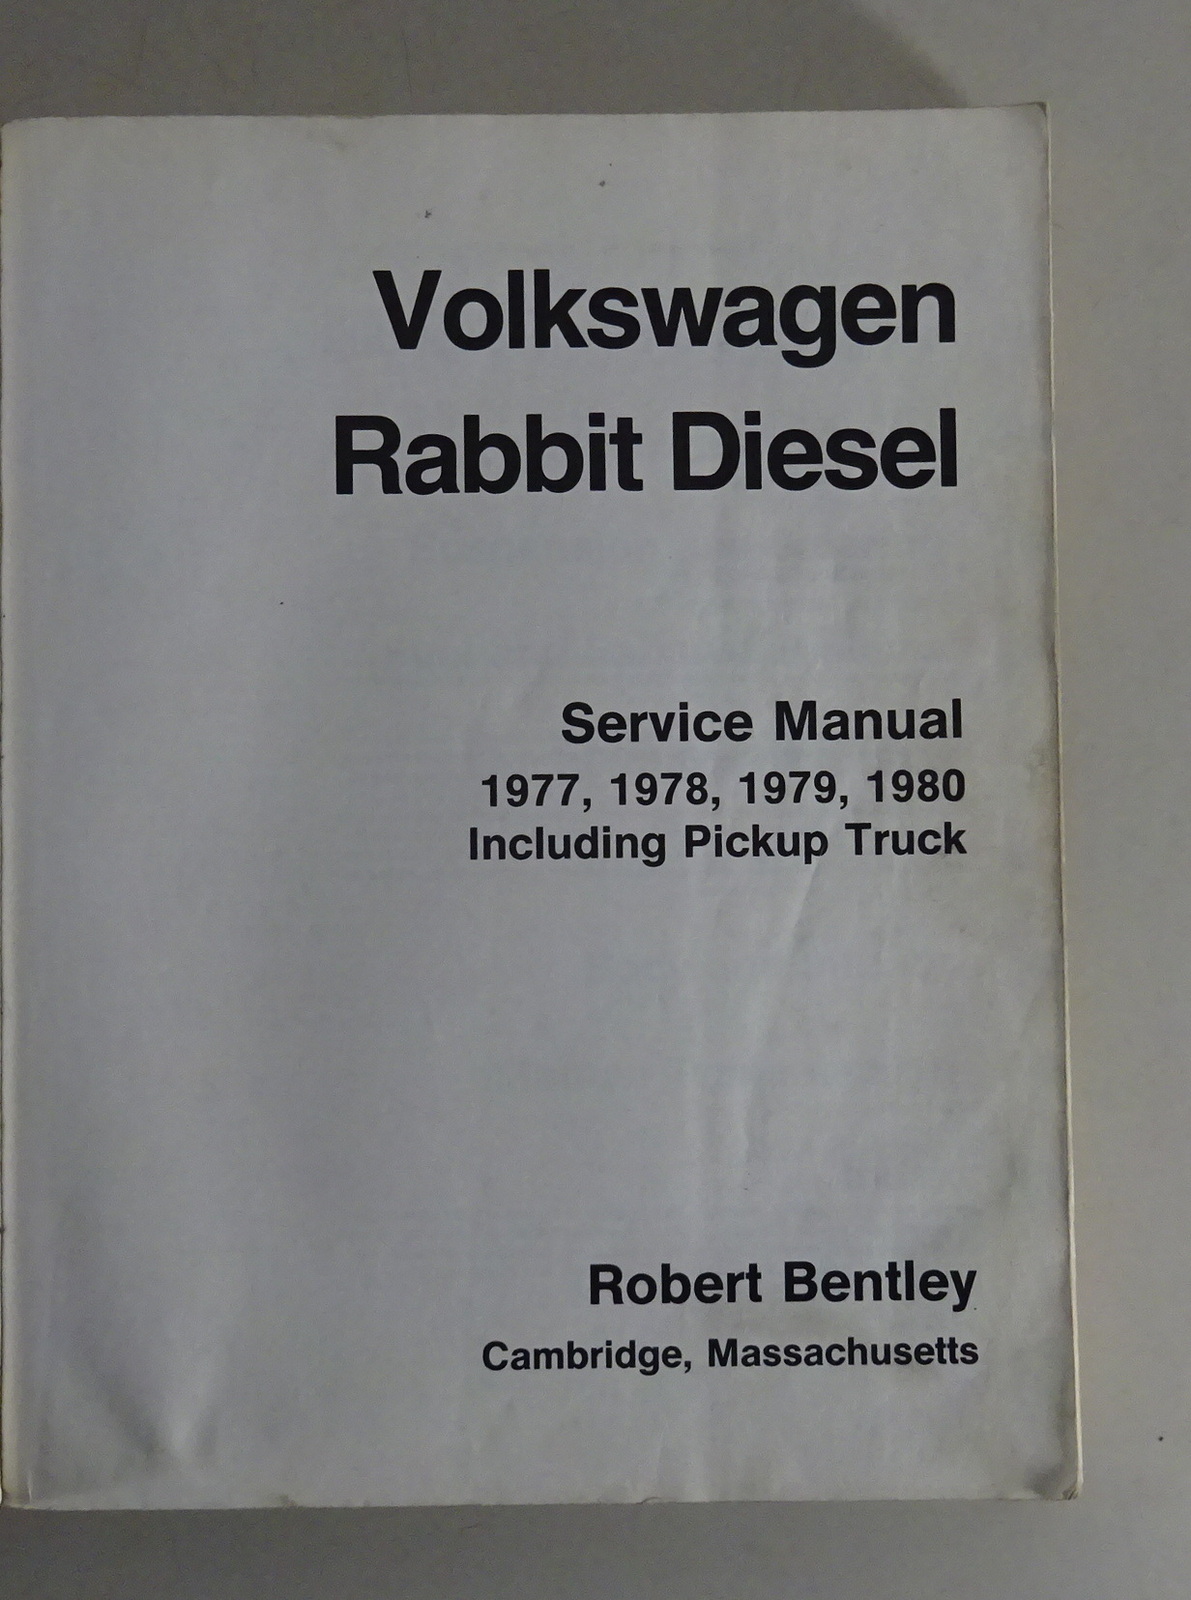 Volkswagen
Rabbit Diesel
Service Manual
1977, 1978, 1979, 1980
Including Pickup Truck
Robert Bentley
Cambridge, Massachusetts